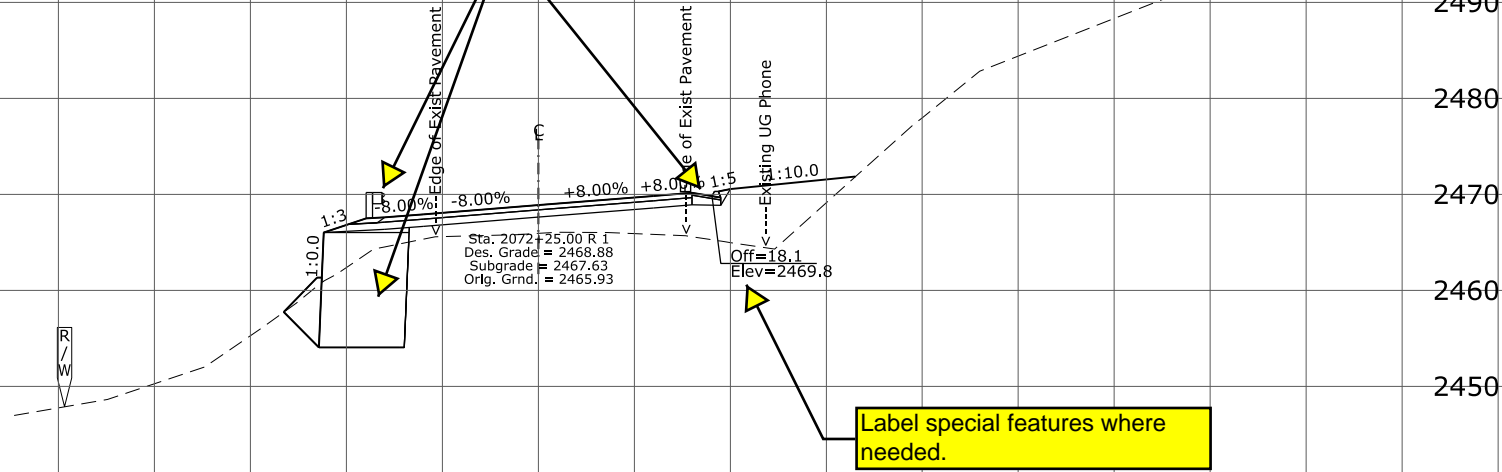 2490
Edge of Exist Pavement
e of Exist Pavement
Existing UG Phone
2480
CL
2470
1:3
-8.00%
-8.00%
+8.00%
+8.00%
1:5
1:10.0
1:0.0
Sta. 2072+25.00 R 1
Des. Grade = 2468.88
Subgrade = 2467.63
Orig. Grnd. = 2465.93
Off=18.1
Elev=2469.8
2460
R
/
W
2450
Label special features where
needed.